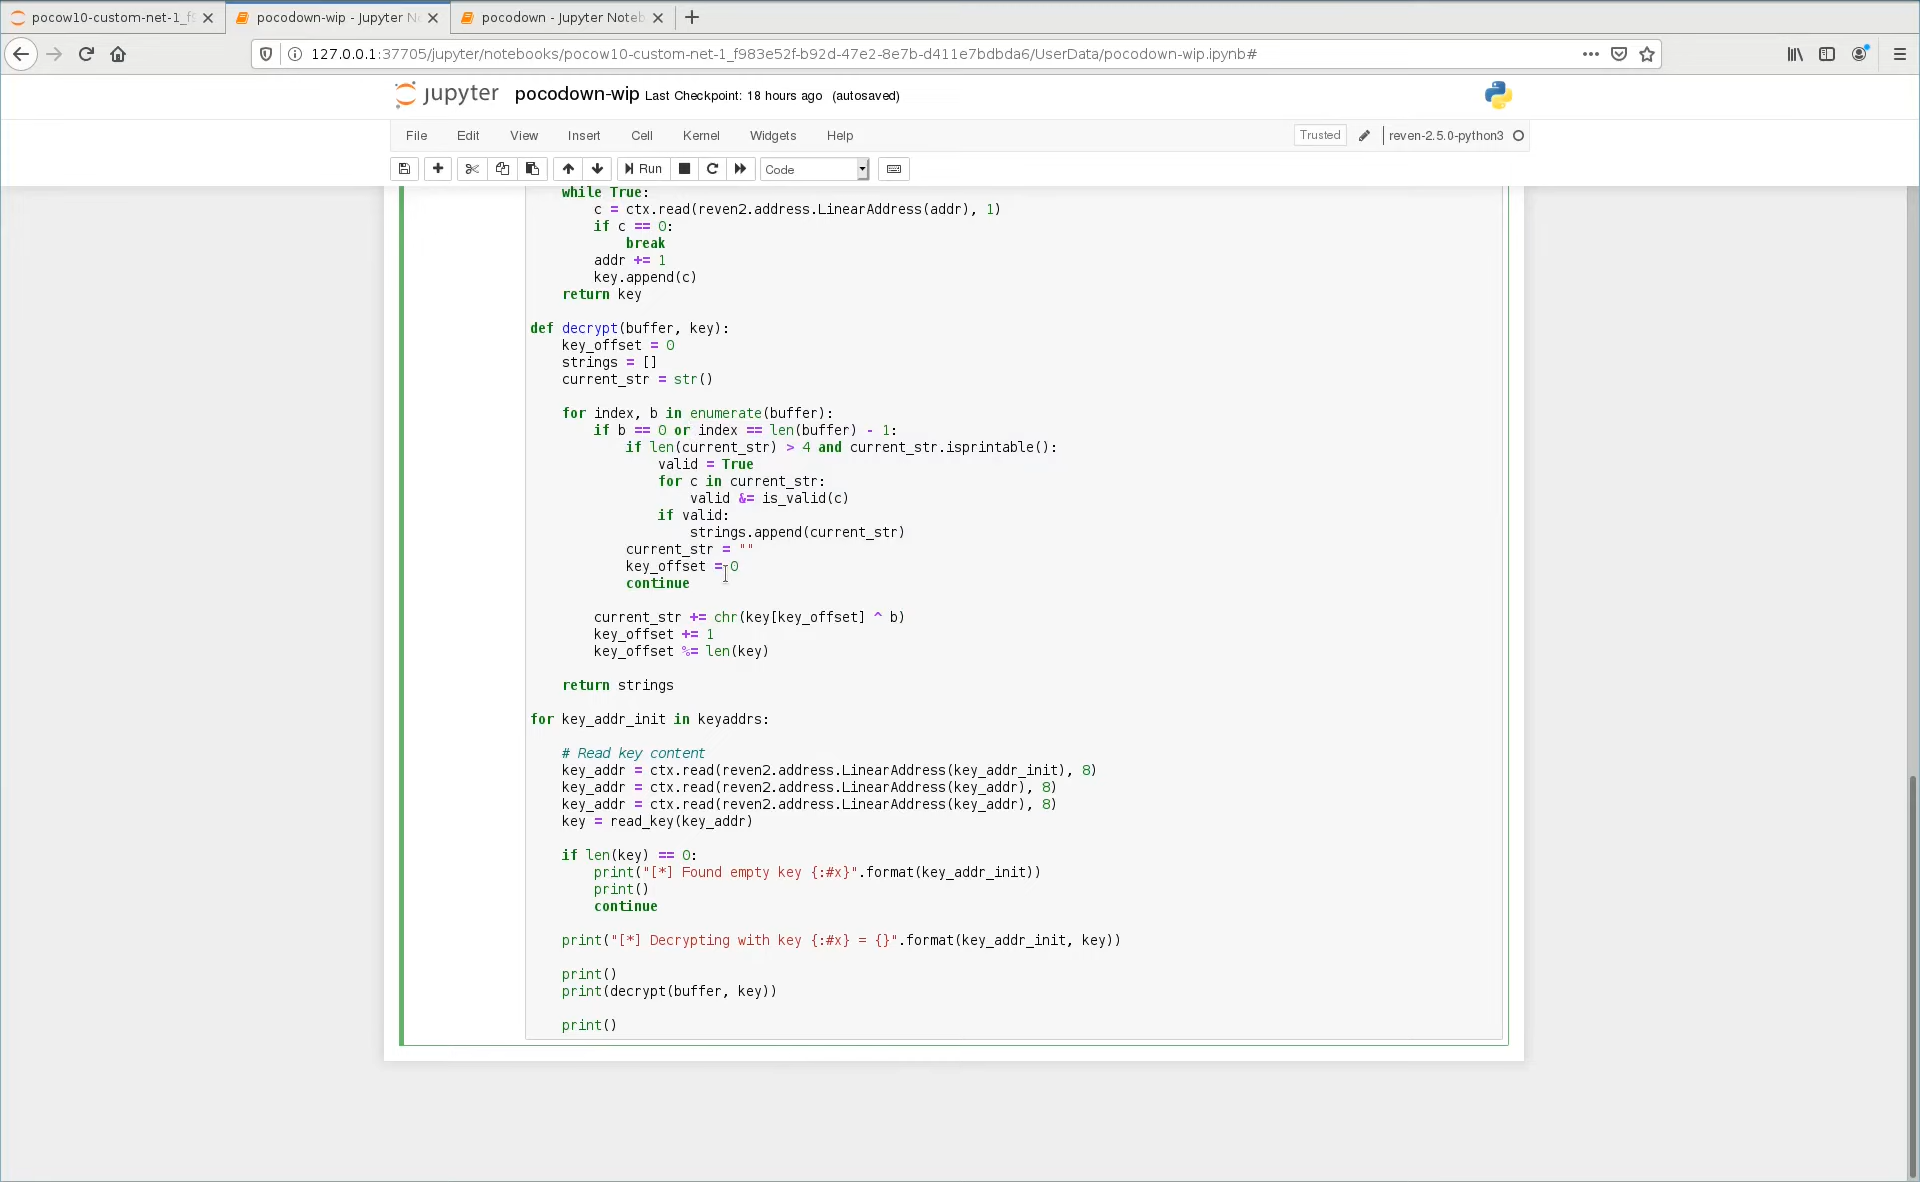 pocow10-custom-net-1_f9
pocodown-wip - Jupyter N
pocodown - Jupyter Noteb
127.0.0.1:37705/jupyter/notebooks/pocow10-custom-net-1_f983e52f-b92d-47e2-8e7b-d411e7bdbda6/UserData/pocodown-wip.ipynb#
jupyter pocodown-wip Last Checkpoint: 18 hours ago (autosaved)
File Edit View Insert Cell Kernel Widgets Help Trusted reven-2.5.0-python3
Run Code
while True:
c = ctx.read(reven2.address.LinearAddress(addr), 1)
if c == 0:
break
addr += 1
key.append(c)
return key
def decrypt(buffer, key):
key_offset = 0
strings = []
current_str = str()
for index, b in enumerate(buffer):
if b == 0 or index == len(buffer) - 1:
if len(current_str) > 4 and current_str.isprintable():
valid = True
for c in current_str:
valid &= is_valid(c)
if valid:
strings.append(current_str)
current_str = ""
key_offset = 0
continue
current_str += chr(key[key_offset] ^ b)
key_offset += 1
key_offset %= len(key)
return strings
for key_addr_init in keyaddrs:
# Read key content
key_addr = ctx.read(reven2.address.LinearAddress(key_addr_init), 8)
key_addr = ctx.read(reven2.address.LinearAddress(key_addr), 8)
key_addr = ctx.read(reven2.address.LinearAddress(key_addr), 8)
key = read_key(key_addr)
if len(key) == 0:
print("[*] Found empty key {:#x}".format(key_addr_init))
print()
continue
print("[*] Decrypting with key {:#x} = {}".format(key_addr_init, key))
print()
print(decrypt(buffer, key))
print()